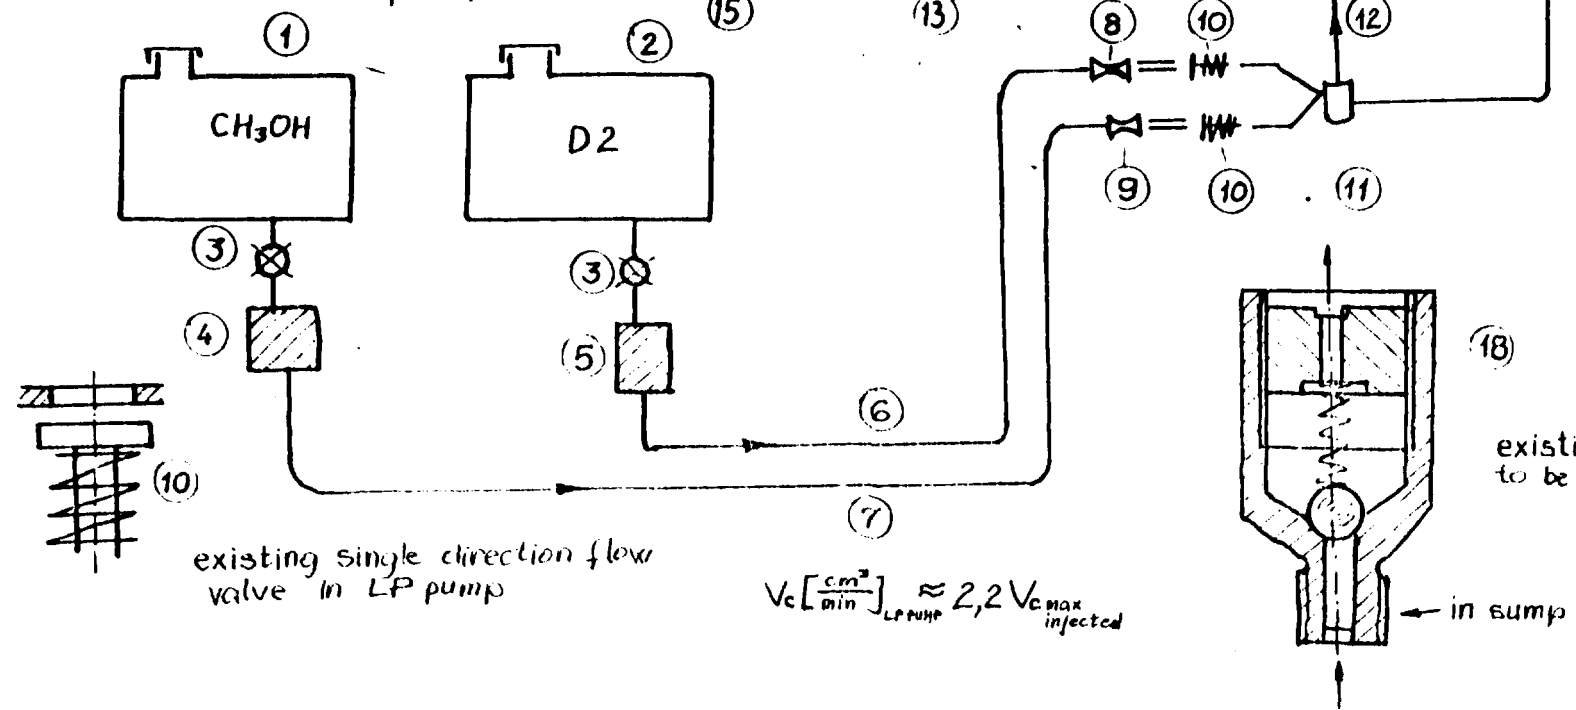 15
13
8
10
12
1
2
CH₃OH
D2
9
10
11
3
3
4
5
18
6
existi
to be
10
7
existing single direction flow
valve in LP pump
Vc [cm³/min] LP PUMP ≈ 2,2 Vc max injected
in sump